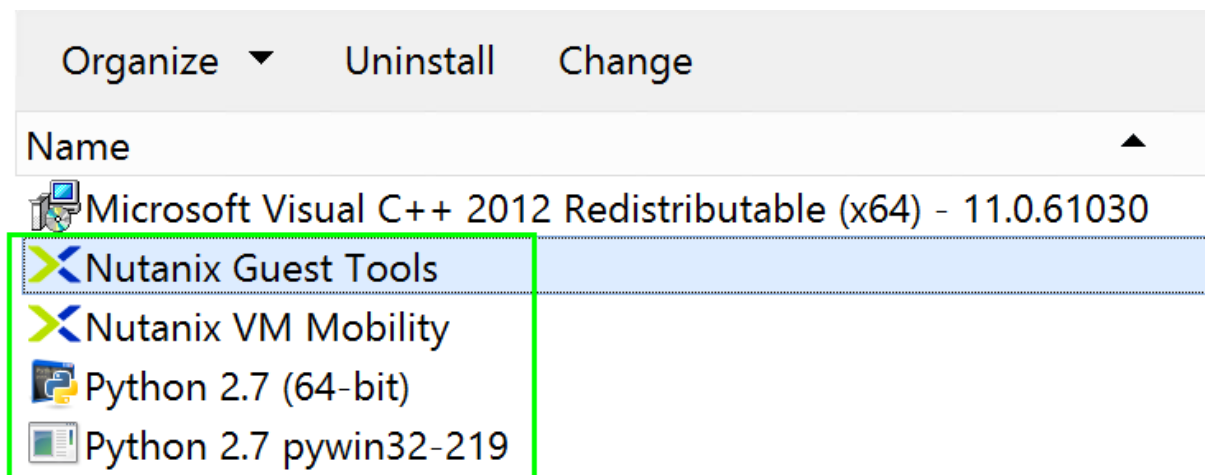 Organize Uninstall Change
Name
Microsoft Visual C++ 2012 Redistributable (x64) - 11.0.61030
Nutanix Guest Tools
Nutanix VM Mobility
Python 2.7 (64-bit)
Python 2.7 pywin32-219